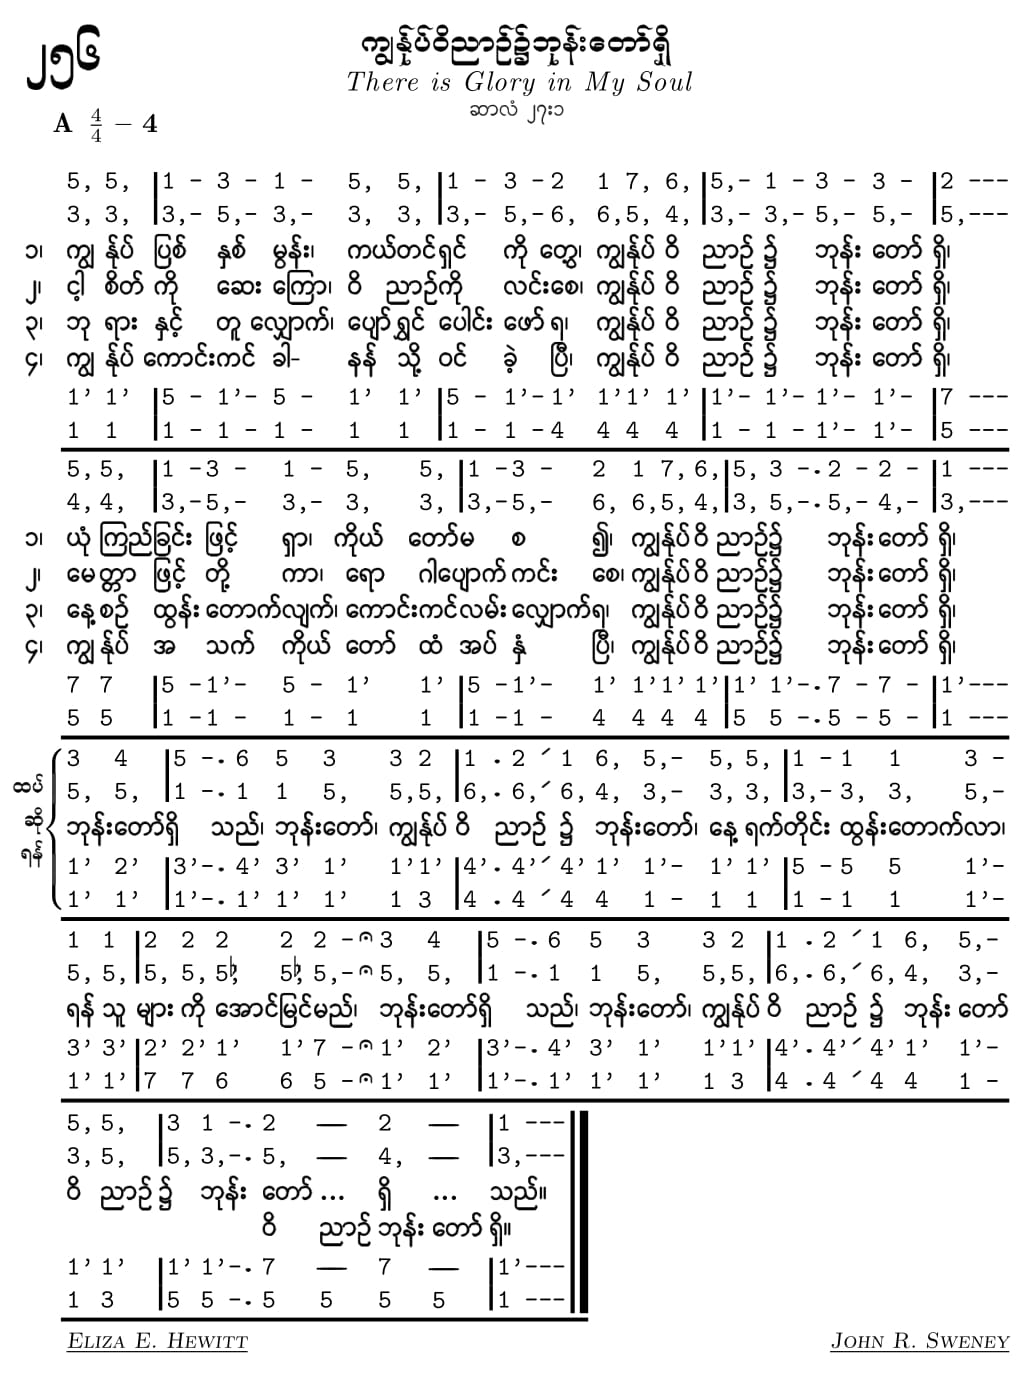 ၂၅၆
ကျွန်ုပ်ဝိညာဉ်၌ဘုန်းတော်ရှိ
There is Glory in My Soul
ဆာလံ ၂၇း၁
A 4/4 – 4
5, 5, |1 - 3 - 1 - 5, 5, |1 - 3 -2 1 7, 6, |5,- 1 - 3 - 3 - |2 ---
3, 3, |3,- 5,- 3,- 3, 3, |3,- 5,-6, 6,5, 4, |3,- 3,- 5,- 5,- |5,---
၁၊ ကျွ န်ုပ် ပြစ် နှစ် မွန်း၊ ကယ်တင်ရှင် ကို တွေ့၊ ကျွန်ုပ် ဝိ ညာဉ် ၌ ဘုန်း တော် ရှိ၊
၂၊ ငါ့ စိတ် ကို ဆေး ကြော၊ ဝိ ညာဉ်ကို လင်းစေ၊ ကျွန်ုပ် ဝိ ညာဉ် ၌ ဘုန်း တော် ရှိ၊
၃၊ ဘု ရား နှင့် တူ လျှောက်၊ ပျော်ရွှင် ပေါင်း ဖော် ရ၊ ကျွန်ုပ် ဝိ ညာဉ် ၌ ဘုန်း တော် ရှိ၊
၄၊ ကျွ န်ုပ် ကောင်းကင် ခါ- နန် သို့ ဝင် ခဲ့ ပြီ၊ ကျွန်ုပ် ဝိ ညာဉ် ၌ ဘုန်း တော် ရှိ၊
1’ 1’ |5 - 1’- 5 - 1’ 1’ |5 - 1’-1’ 1’1’ 1’ |1’- 1’- 1’- 1’- |7 ---
1 1 |1 - 1 - 1 - 1 1 |1 - 1 -4 4 4 4 |1 - 1 - 1’- 1’- |5 ---
5,5, |1 -3 - 1 - 5, 5, |1 -3 - 2 1 7,6,|5, 3 -.2 - 2 - |1 ---
4,4, |3,-5,- 3,- 3, 3, |3,-5,- 6, 6,5,4,|3, 5,-.5,- 4,- |3,---
၁၊ ယုံ ကြည်ခြင်း ဖြင့် ရှာ၊ ကိုယ် တော်မ စ ၍၊ ကျွန်ုပ်ဝိ ညာဉ်၌ ဘုန်း တော် ရှိ၊
၂၊ မေတ္တာ ဖြင့် တို့ ကာ၊ ရော ဂါပျောက် ကင်း စေ၊ ကျွန်ုပ်ဝိ ညာဉ်၌ ဘုန်း တော် ရှိ၊
၃၊ နေ့စဉ် ထွန်း တောက်လျက်၊ ကောင်းကင်လမ်း လျှောက်ရ၊ ကျွန်ုပ်ဝိ ညာဉ်၌ ဘုန်း တော် ရှိ၊
၄၊ ကျွ န်ုပ် အ သက် ကိုယ် တော် ထံ အပ် နှံ ပြီ၊ ကျွန်ုပ်ဝိ ညာဉ်၌ ဘုန်း တော် ရှိ၊
7 7 |5 -1’- 5 - 1’ 1’ |5 -1’- 1’ 1’1’ 1’|1’ 1’-.7 - 7 - |1’---
5 5 |1 -1 - 1 - 1 1 |1 -1 - 4 4 4 4 |5 5 -.5 - 5 - |1 ---
3 4 |5 -. 6 5 3 3 2 |1 . 2 ´ 1 6, 5,- 5, 5, |1 - 1 1 3 -
5, 5, |1 -. 1 1 5, 5,5, |6,. 6,´ 6, 4, 3,- 3, 3, |3,- 3, 3, 5,-
ထပ် ဆို ရန် ဘုန်းတော်ရှိ သည်၊ ဘုန်းတော်၊ ကျွန်ုပ် ဝိ ညာဉ် ၌ ဘုန်းတော်၊ နေ့ ရက်တိုင်း ထွန်းတောက်လာ၊
1’ 2’ |3’-. 4’ 3’ 1’ 1’1’ |4’. 4’´ 4’ 1’ 1’- 1’ 1’ |5 - 5 5 1’-
1’ 1’ |1’-. 1’ 1’ 1’ 1 3 |4 . 4 ´ 4 4 1 - 1 1 |1 - 1 1 1’-
1 1 |2 2 2 2 2 -𝄐3 4 |5 -. 6 5 3 3 2 |1 . 2 ´ 1 6, 5,-
5, 5, |5, 5, 5♭, 5♭, 5,-𝄐5, 5, |1 -. 1 1 5, 5,5, |6,. 6,´ 6, 4, 3,-
ရန် သူ များ ကို အောင်မြင်မည်၊ ဘုန်းတော်ရှိ သည်၊ ဘုန်းတော်၊ ကျွန်ုပ် ဝိ ညာဉ် ၌ ဘုန်း တော်
3’ 3’|2’ 2’ 1’ 1’ 7 -𝄐1’ 2’ |3’-. 4’ 3’ 1’ 1’1’ |4’. 4’´ 4’ 1’ 1’-
1’ 1’|7 7 6 6 5 -𝄐1’ 1’ |1’-. 1’ 1’ 1’ 1 3 |4 . 4 ´ 4 4 1 -
5,5, |3 1 -.2 — 2 — |1 ---
3,5, |5,3,-.5, — 4, — |3,---
ဝိ ညာဉ် ၌ ဘုန်း တော် ... ရှိ ... သည်။
ဝိ ညာဉ် ဘုန်း တော် ရှိ။
1’ 1’ |1’ 1’-.7 — 7 — |1’---
1 3 |5 5 -.5 5 5 5 |1 ---
ELIZA E. HEWITT
JOHN R. SWENEY